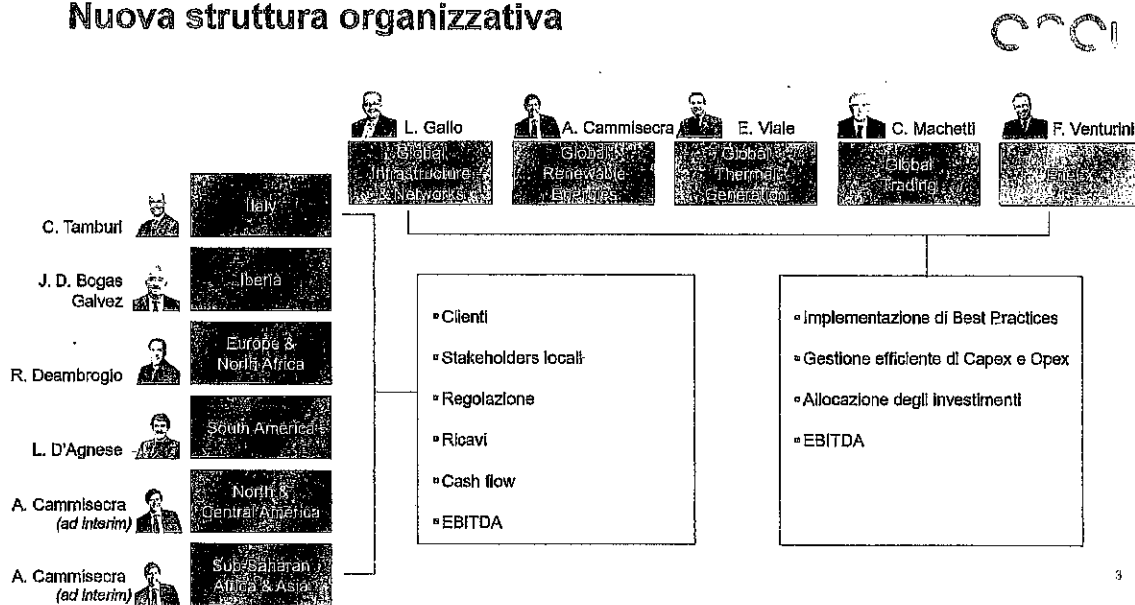 Nuova struttura organizzativa
enel
L. Gallo
A. Cammisecra
E. Viale
C. Machetti
F. Venturini
Global
Infrastructure
& Networks
Global
Renewable
Energies
Global
Thermal
Generation
Global
Trading
Enel X
C. Tamburi
Italy
J. D. Bogas
Galvez
Iberia
R. Deambrogio
Europe &
North Africa
L. D'Agnese
South America
A. Cammisecra
(ad interim)
North &
Central America
A. Cammisecra
(ad interim)
Sub-Saharan
Africa & Asia
Clienti
Stakeholders locali
Regolazione
Ricavi
Cash flow
EBITDA
Implementazione di Best Practices
Gestione efficiente di Capex e Opex
Allocazione degli investimenti
EBITDA
3